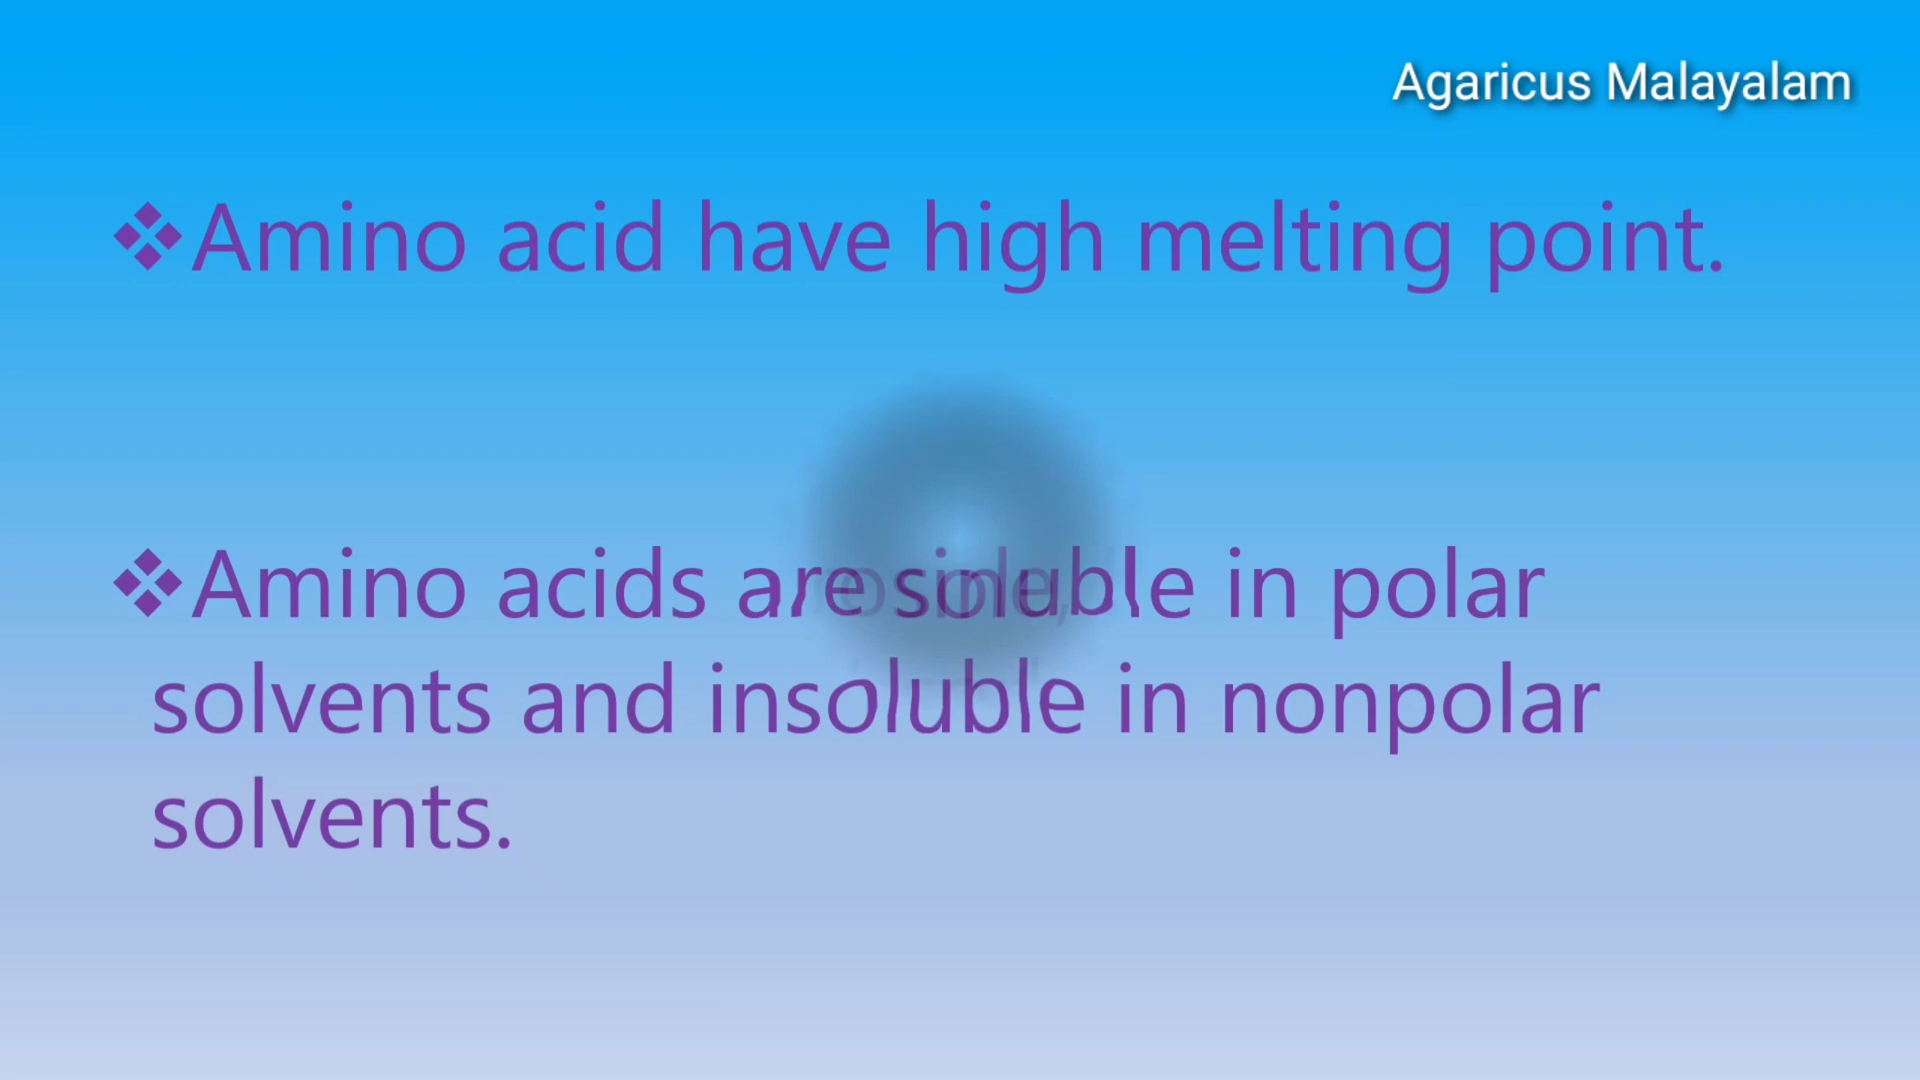 Agaricus Malayalam
❖Amino acid have high melting point.
❖Amino acids are soluble in polar
solvents and insoluble in nonpolar
solvents.